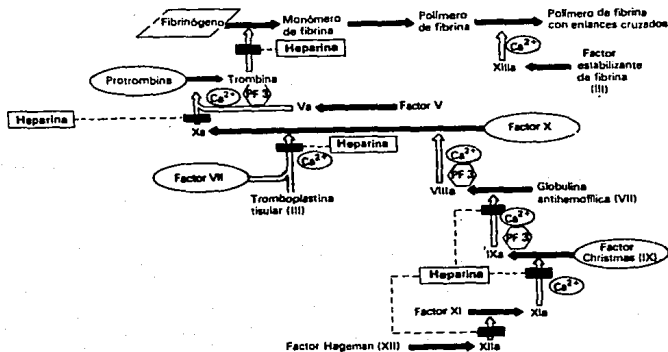 Fibrinógeno
Monómero
de fibrina
Polímero
de fibrina
Polímero de fibrina
con enlances cruzados
Heparina
Ca2+
XIIIa
Factor
estabilizante
de fibrina
(III)
Protrombina
Trombina
Ca2+
PF 3
Va
Factor V
Heparina
Xa
Factor X
Heparina
Ca2+
Factor VII
Tromboplastina
tisular (III)
Ca2+
PF 3
VIIIa
Globulina
antihemofílica (VII)
Ca2+
PF 3
IXa
Factor
Christmas (IX)
Heparina
Ca2+
Factor XI
XIa
Factor Hageman (XII)
XIIa